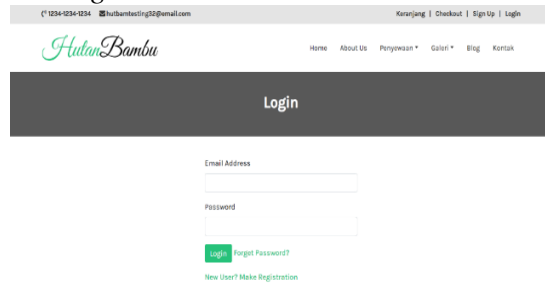 1234-1234-1234 hutbamtesting32@email.com Keranjang | Checkout | Sign Up | Login
HutanBambu Home About Us Penyewaan Galeri Blog Kontak
Login
Email Address
Password
Login Forget Password?
New User? Make Registration